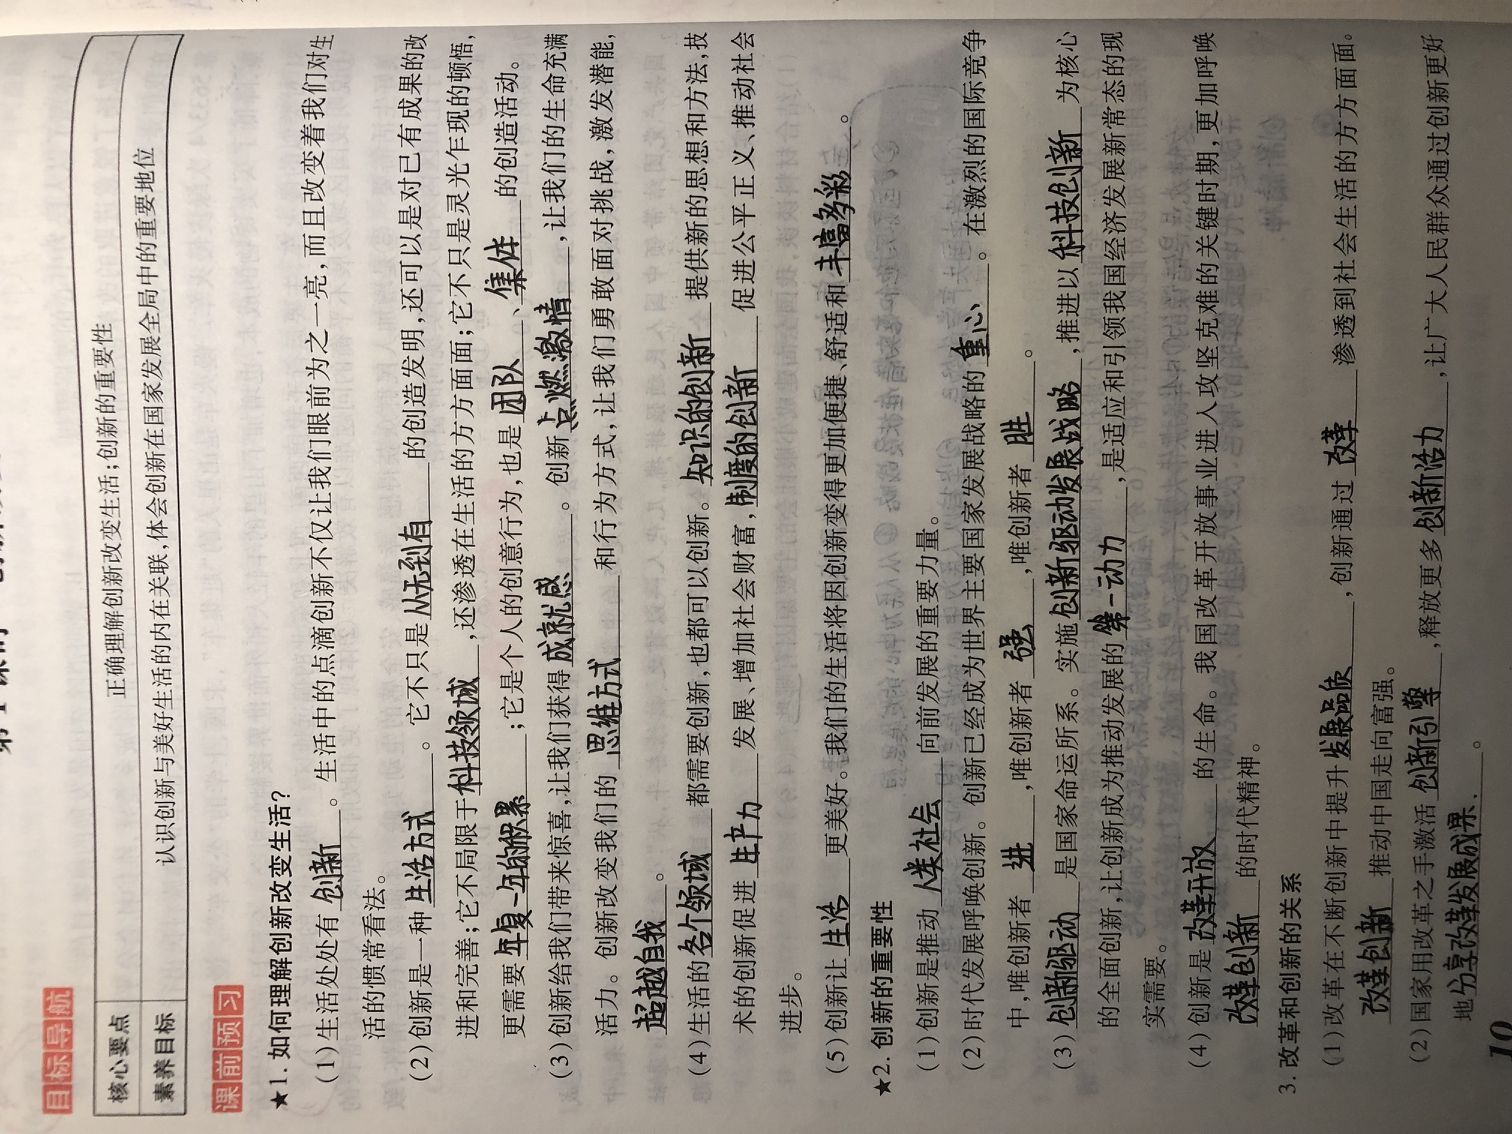 目标导航
核心要点 正确理解创新改变生活;创新的重要性
素养目标 认识创新与美好生活的内在关联,体会创新在国家发展全局中的重要地位
课前预习
★1. 如何理解创新改变生活?
(1)生活处处有 创新 。生活中的点滴创新不仅让我们眼前为之一亮,而且改变着我们对生
活的惯常看法。
(2)创新是一种 生活方式 。它不只是 从无到有 的创造发明,还可以是对已有成果的改
进和完善;它不局限于 科技领域 ,还渗透在生活的方方面面;它不只是灵光乍现的顿悟,
更需要 年复一年的积累 ;它是个人的创意行为,也是 团队 、 集体 的创造活动。
(3)创新给我们带来惊喜,让我们获得 成就感 。创新 点燃激情 ,让我们的生命充满
活力。创新改变我们的 思维方式 和行为方式,让我们勇敢面对挑战,激发潜能,
超越自我 。
(4)生活的 各个领域 都需要创新,也都可以创新。 知识的创新 提供新的思想和方法,技
术的创新促进 生产力 发展、增加社会财富, 制度的创新 促进公平正义、推动社会
进步。
(5)创新让 生活 更美好。我们的生活将因创新变得更加便捷、舒适和 丰富多彩 。
★2. 创新的重要性
(1)创新是推动 人类社会 向前发展的重要力量。
(2)时代发展呼唤创新。创新已经成为世界主要国家发展战略的 重心 。在激烈的国际竞争
中,唯创新者 进 ,唯创新者 强 ,唯创新者 胜 。
(3) 创新驱动 是国家命运所系。实施 创新驱动发展战略 ,推进以 科技创新 为核心
的全面创新,让创新成为推动发展的 第一动力 ,是适应和引领我国经济发展新常态的现
实需要。
(4)创新是 改革开放 的生命。我国改革开放事业进入攻坚克难的关键时期,更加呼唤
改革创新 的时代精神。
3. 改革和创新的关系
(1)改革在不断创新中提升 发展品质 ,创新通过 改革 渗透到社会生活的方方面面。
改革创新 推动中国走向富强。
(2)国家用改革之手激活 创新引擎 ,释放更多 创新活力 ,让广大人民群众通过创新更好
地 分享改革发展成果. 。
10